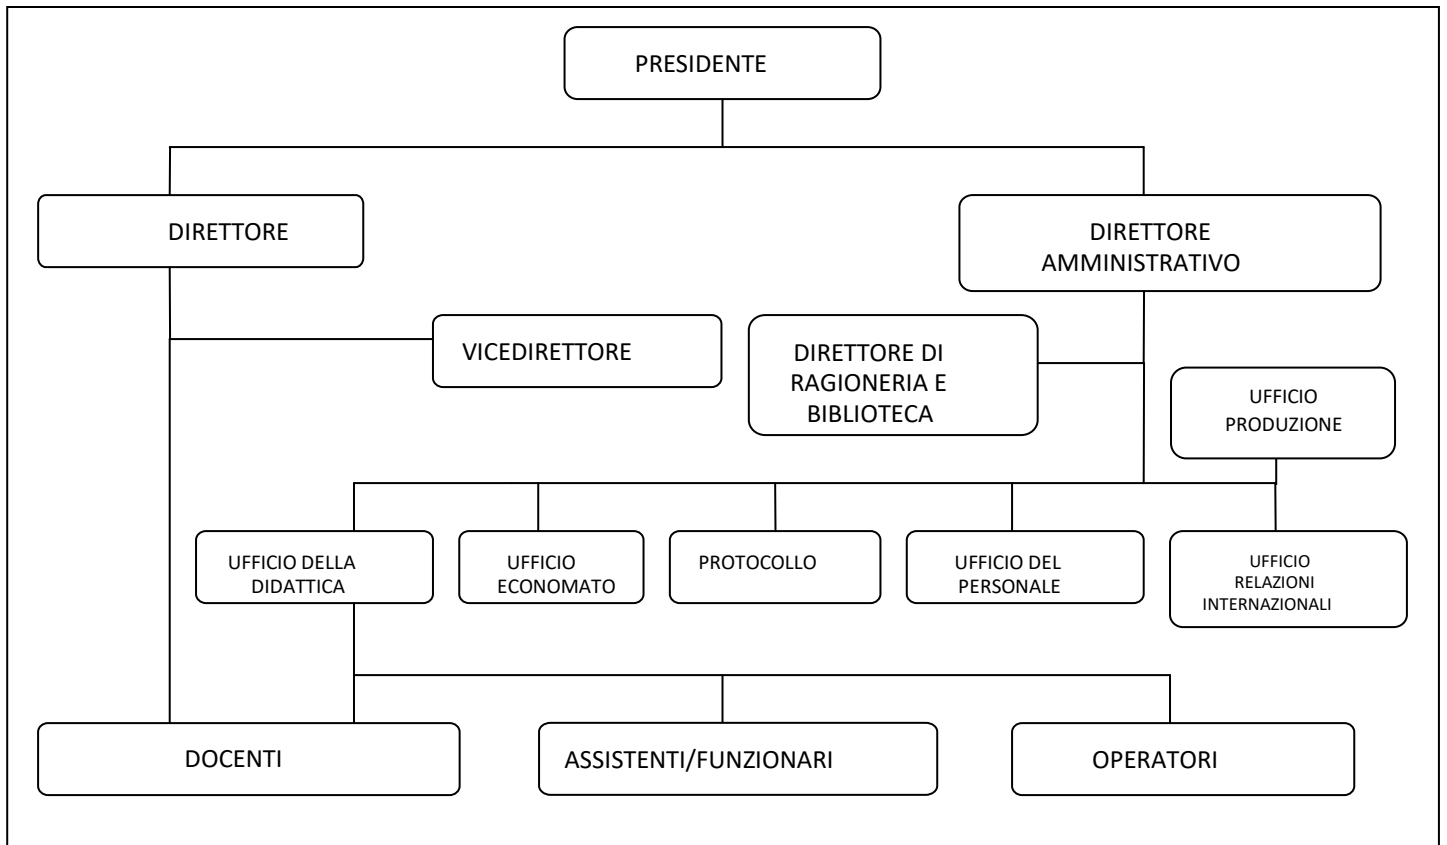 PRESIDENTE
DIRETTORE
DIRETTORE
AMMINISTRATIVO
VICEDIRETTORE
DIRETTORE DI
RAGIONERIA E
BIBLIOTECA
UFFICIO
PRODUZIONE
UFFICIO DELLA
DIDATTICA
UFFICIO
ECONOMATO
PROTOCOLLO
UFFICIO DEL
PERSONALE
UFFICIO
RELAZIONI
INTERNAZIONALI
DOCENTI
ASSISTENTI/FUNZIONARI
OPERATORI